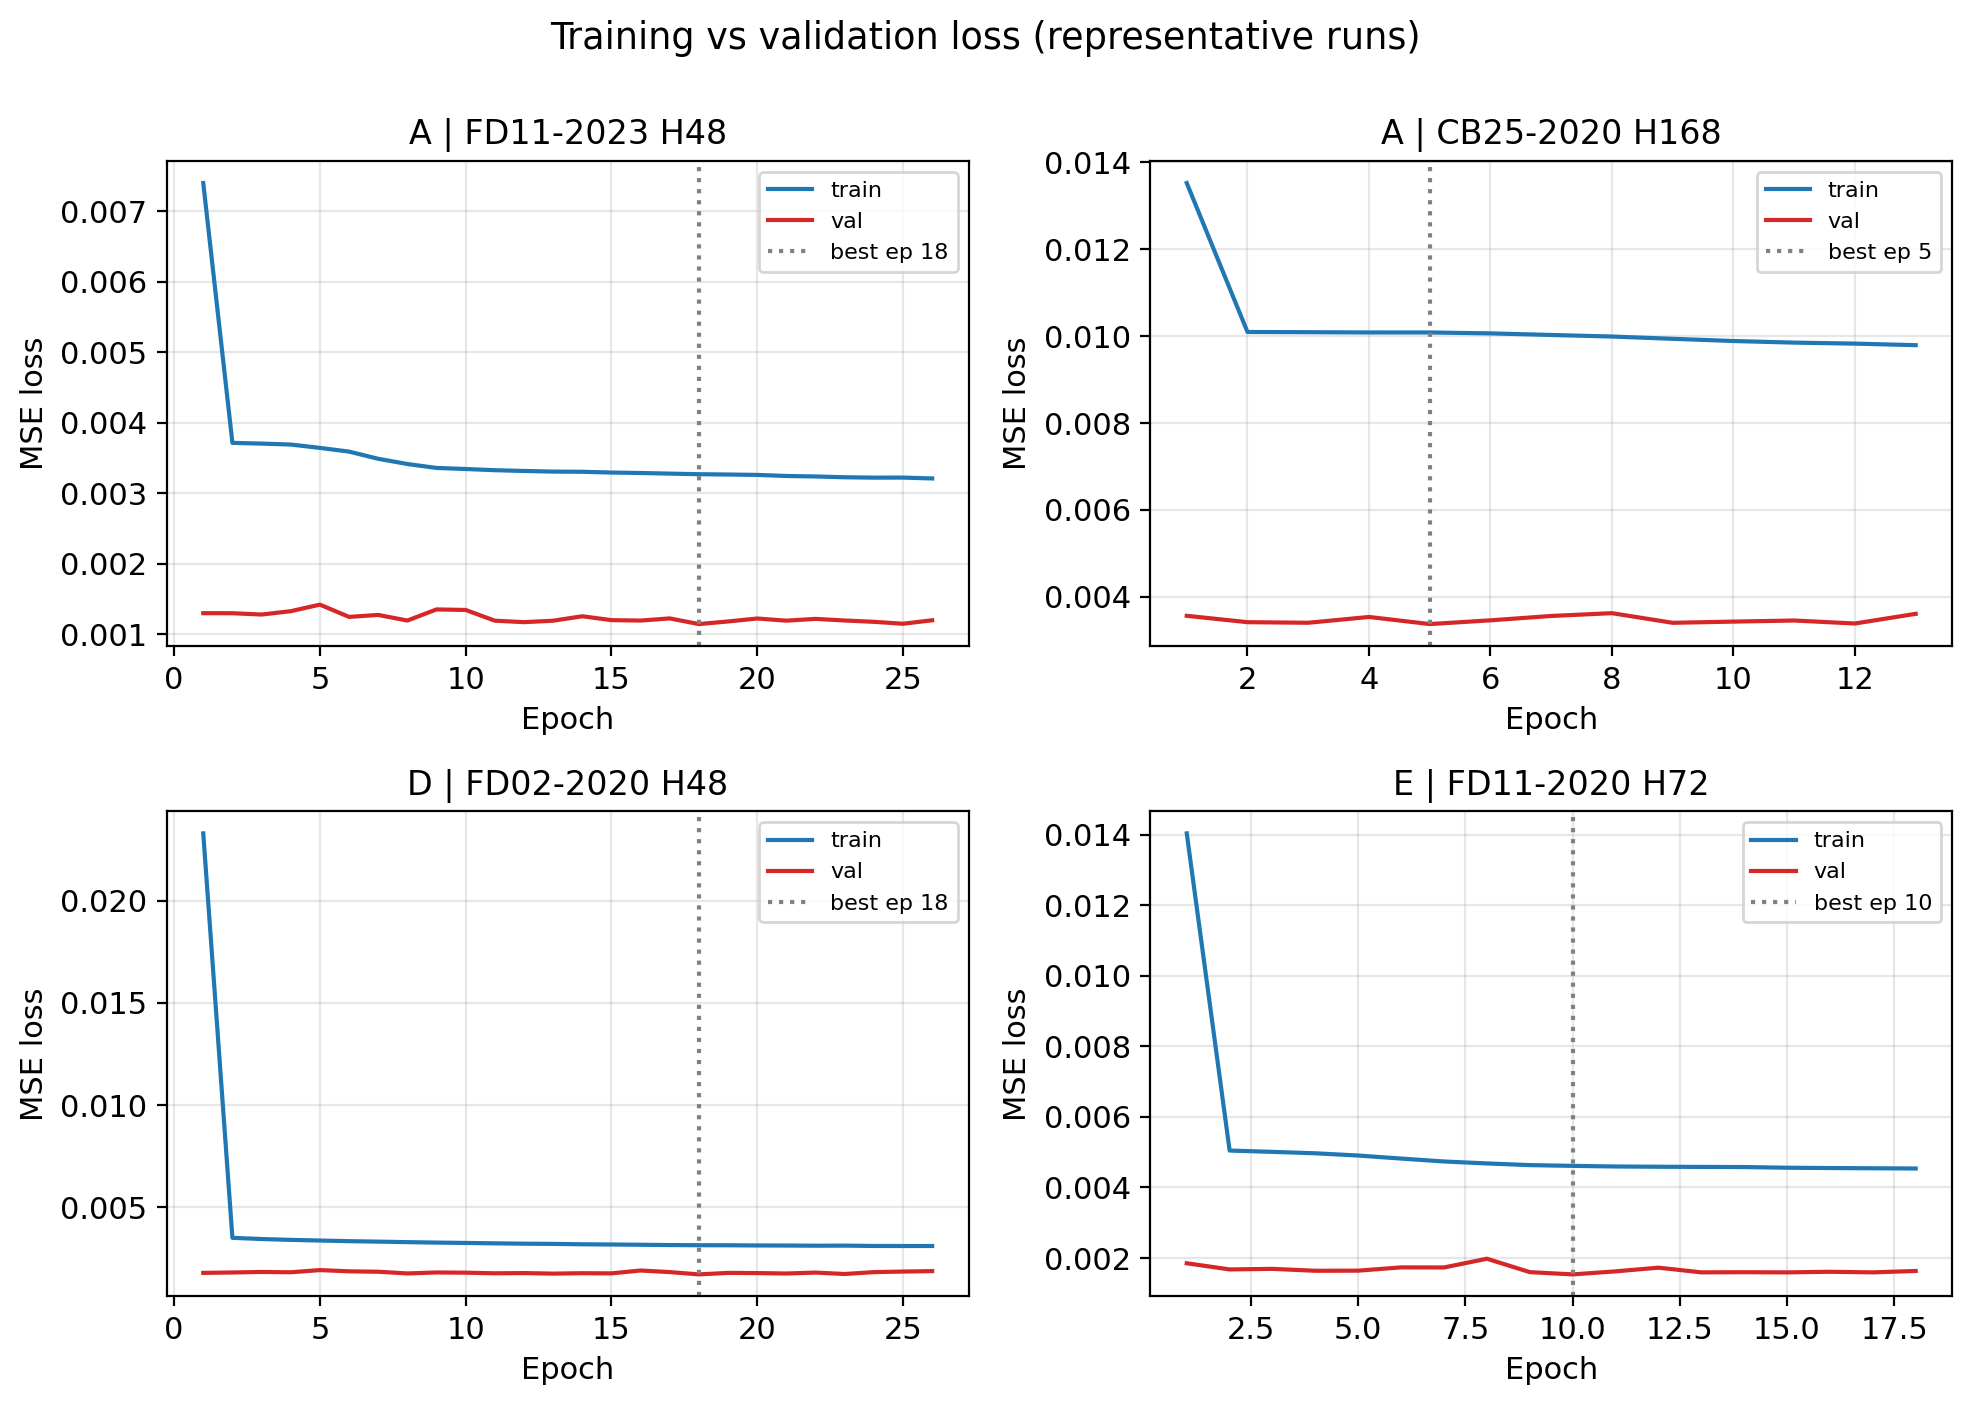 Training vs validation loss (representative runs)
A | FD11-2023 H48
MSE loss
0.007
0.006
0.005
0.004
0.003
0.002
0.001
train
val
best ep 18
0 5 10 15 20 25
Epoch
A | CB25-2020 H168
MSE loss
0.014
0.012
0.010
0.008
0.006
0.004
train
val
best ep 5
2 4 6 8 10 12
Epoch
D | FD02-2020 H48
MSE loss
0.020
0.015
0.010
0.005
train
val
best ep 18
0 5 10 15 20 25
Epoch
E | FD11-2020 H72
MSE loss
0.014
0.012
0.010
0.008
0.006
0.004
0.002
train
val
best ep 10
2.5 5.0 7.5 10.0 12.5 15.0 17.5
Epoch